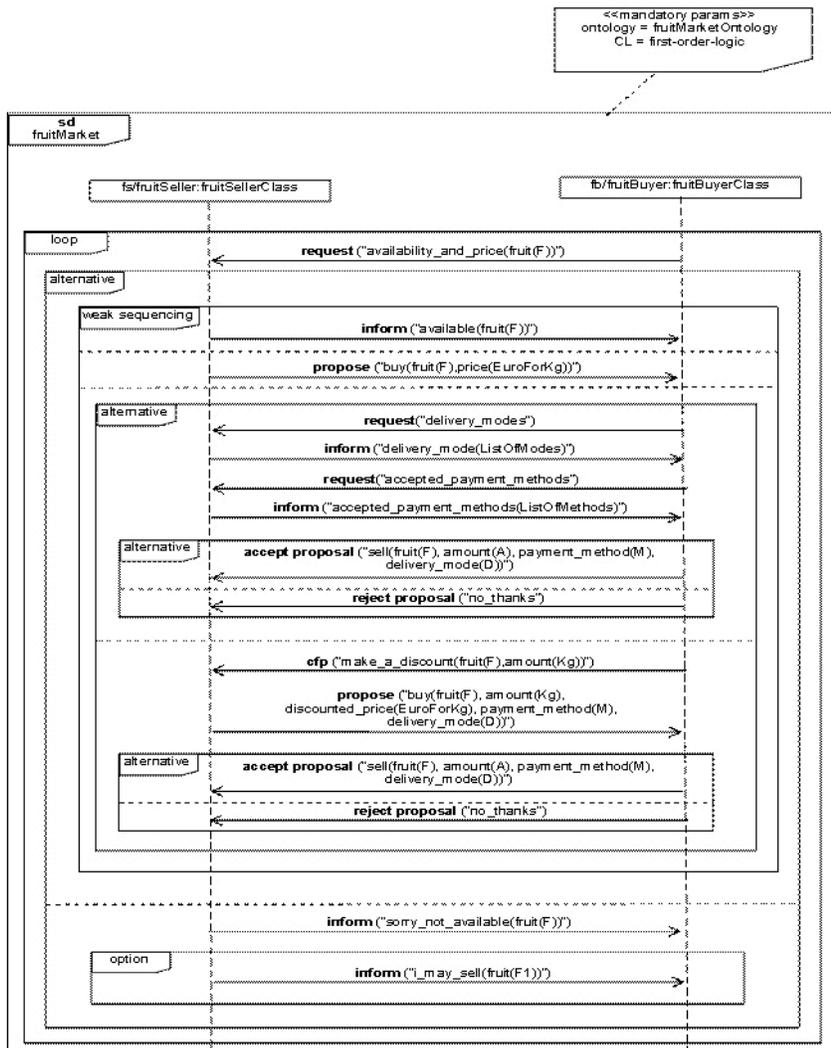 <<mandatory params>>
ontology = fruitMarketOntology
CL = first-order-logic
sd
fruitMarket
fs/fruitSeller:fruitSellerClass
fb/fruitBuyer:fruitBuyerClass
loop
request ("availability_and_price(fruit(F))")
alternative
weak sequencing
inform ("available(fruit(F))")
propose ("buy(fruit(F),price(EuroForKg))")
alternative
request("delivery_modes")
inform ("delivery_mode(ListOfModes)")
request("accepted_payment_methods")
inform ("accepted_payment_methods(ListOfMethods)")
alternative
accept proposal ("sell(fruit(F), amount(A), payment_method(M),
delivery_mode(D))")
reject proposal ("no_thanks")
cfp ("make_a_discount(fruit(F),amount(Kg))")
propose ("buy(fruit(F), amount(Kg),
discounted_price(EuroForKg), payment_method(M),
delivery_mode(D))")
alternative
accept proposal ("sell(fruit(F), amount(A), payment_method(M),
delivery_mode(D))")
reject proposal ("no_thanks")
inform ("sorry_not_available(fruit(F))")
option
inform ("i_may_sell(fruit(F1))")